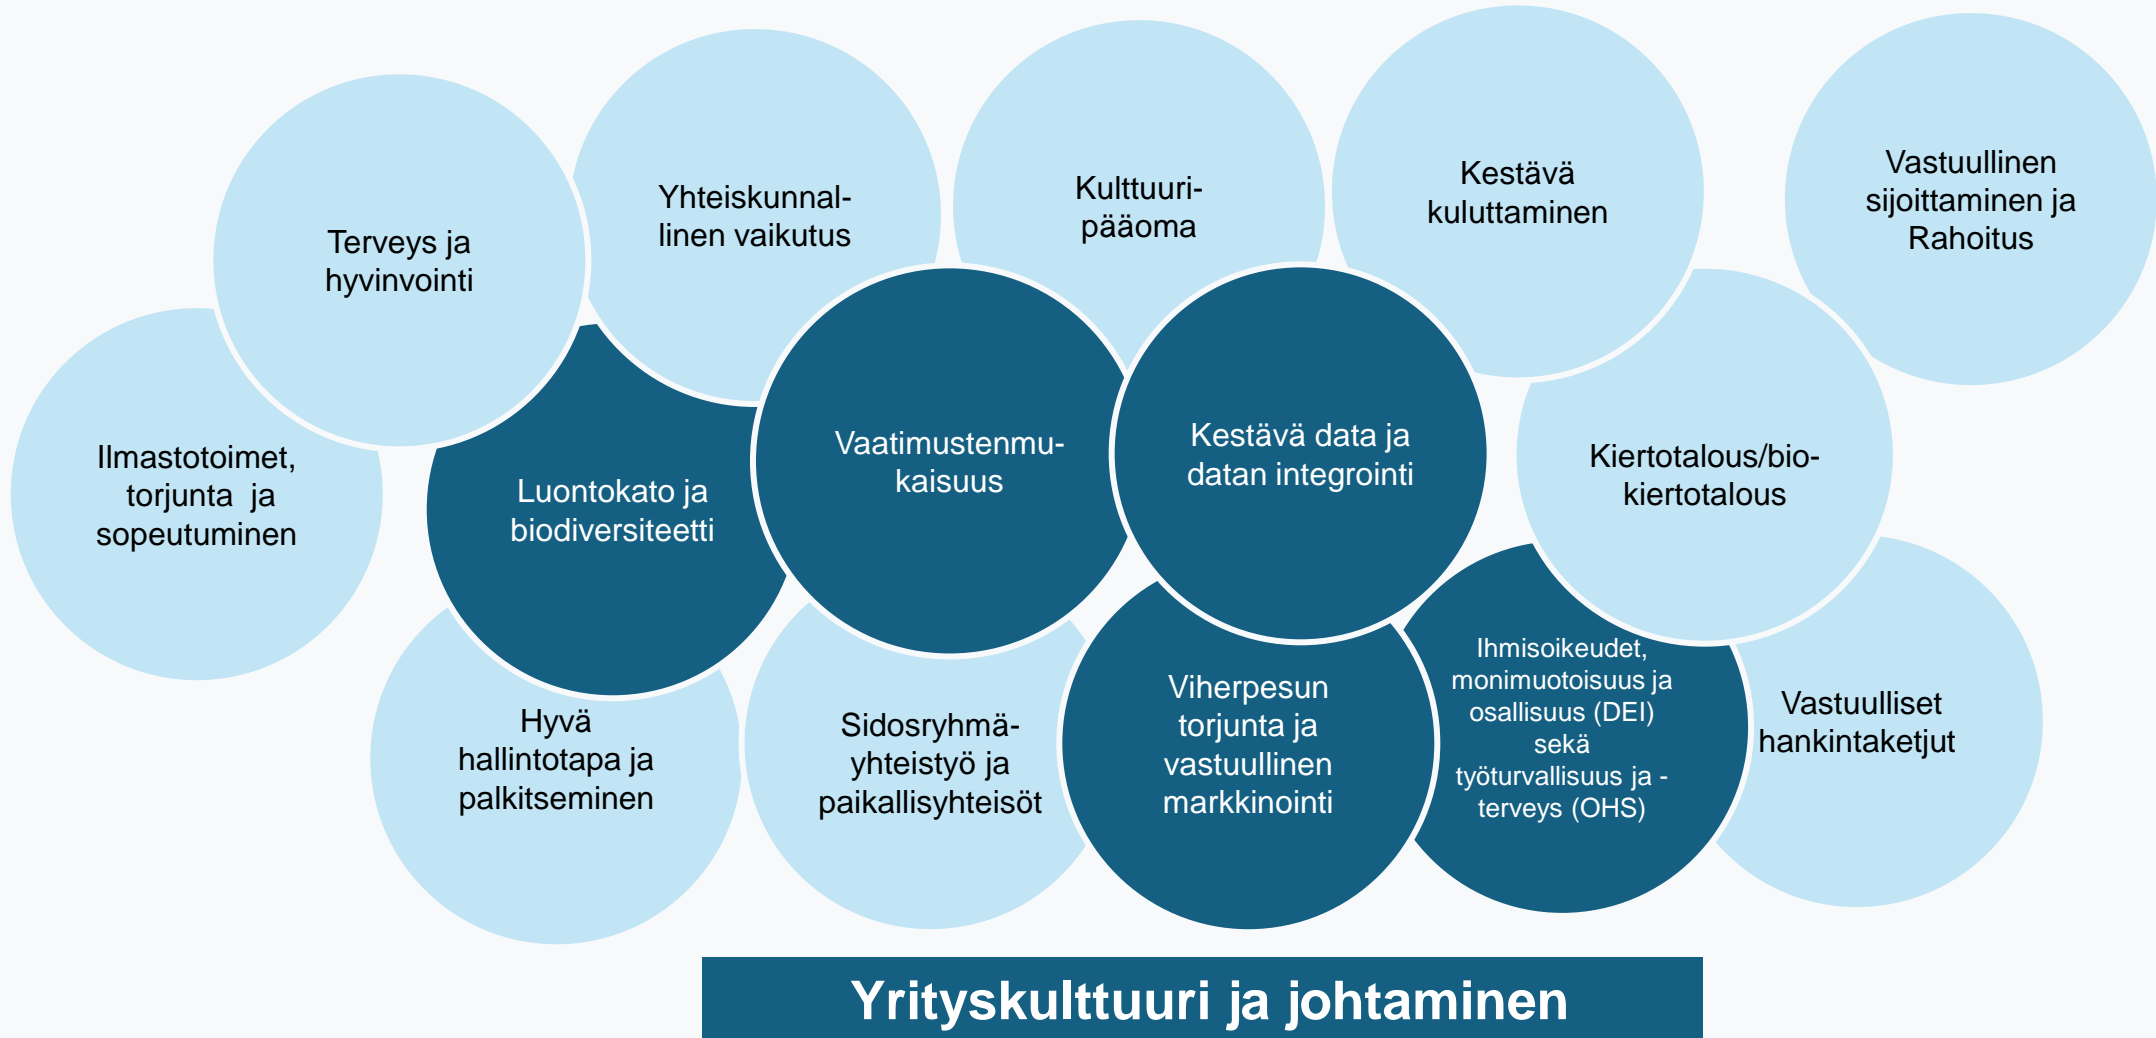 Terveys ja
hyvinvointi
Yhteiskunnal-
linen vaikutus
Kulttuuri-
pääoma
Kestävä
kuluttaminen
Vastuullinen
sijoittaminen ja
Rahoitus
Ilmastotoimet,
torjunta ja
sopeutuminen
Luontokato ja
biodiversiteetti
Vaatimustenmu-
kaisuus
Kestävä data ja
datan integrointi
Kiertotalous/bio-
kiertotalous
Hyvä
hallintotapa ja
palkitseminen
Sidosryhmä-
yhteistyö ja
paikallisyhteisöt
Viherpesun
torjunta ja
vastuullinen
markkinointi
Ihmisoikeudet,
monimuotoisuus ja
osallisuus (DEI)
sekä
työturvallisuus ja -
terveys (OHS)
Vastuulliset
hankintaketjut
Yrityskulttuuri ja johtaminen